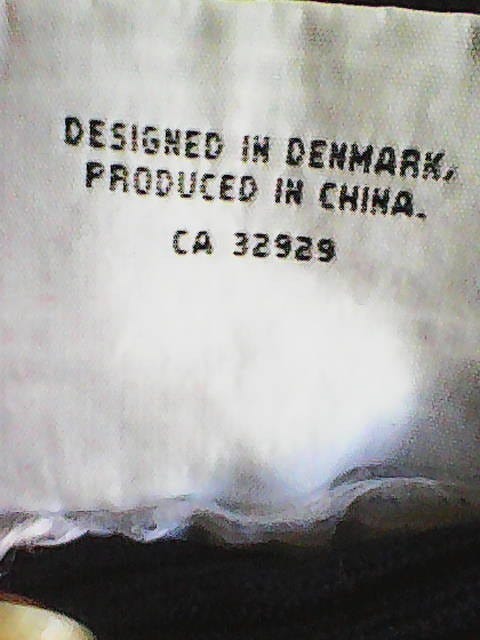 DESIGNED IN DENMARK,
PRODUCED IN CHINA.
CA 32929